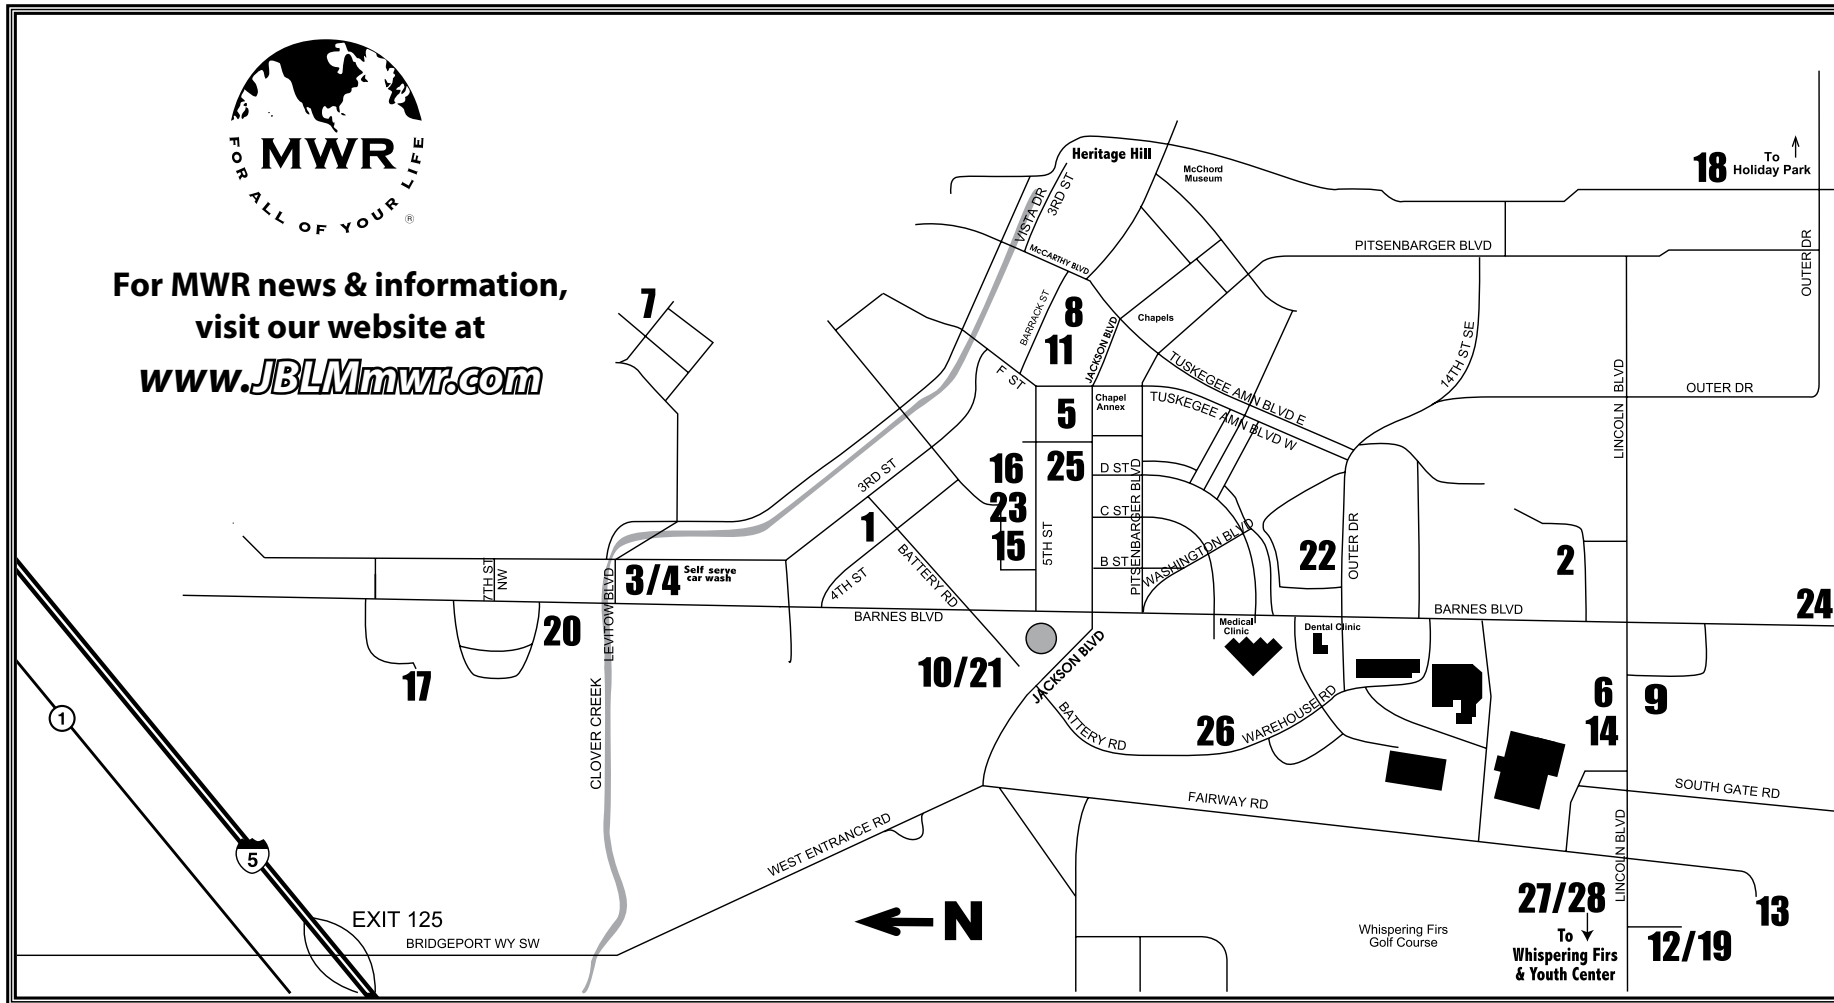 MWR
FOR ALL OF YOUR LIFE
®
For MWR news & information,
visit our website at
www.JBLMmwr.com
Heritage Hill
McChord
Museum
18
To
Holiday Park
VISTA DR
3RD ST
McCARTHY BLVD
PITSENBARGER BLVD
OUTER DR
7
BARRACK ST
8
11
JACKSON BLVD
Chapels
F ST
TUSKEGEE AMN BLVD E
TUSKEGEE AMN BLVD W
14TH ST SE
LINCOLN BLVD
OUTER DR
5
Chapel
Annex
3RD ST
16
23
15
25
D ST
C ST
B ST
5TH ST
PITSENBARGER BLVD
WASHINGTON BLVD
1
4TH ST
BATTERY RD
22
OUTER DR
2
7TH ST
NW
LEVITOW BLVD
3/4
Self serve
car wash
BARNES BLVD
BARNES BLVD
24
20
17
10/21
JACKSON BLVD
Medical
Clinic
Dental Clinic
BATTERY RD
26
WAREHOUSE RD
6
14
9
1
CLOVER CREEK
FAIRWAY RD
SOUTH GATE RD
WEST ENTRANCE RD
LINCOLN BLVD
5
EXIT 125
BRIDGEPORT WY SW
N
Whispering Firs
Golf Course
27/28
To
Whispering Firs
& Youth Center
13
12/19